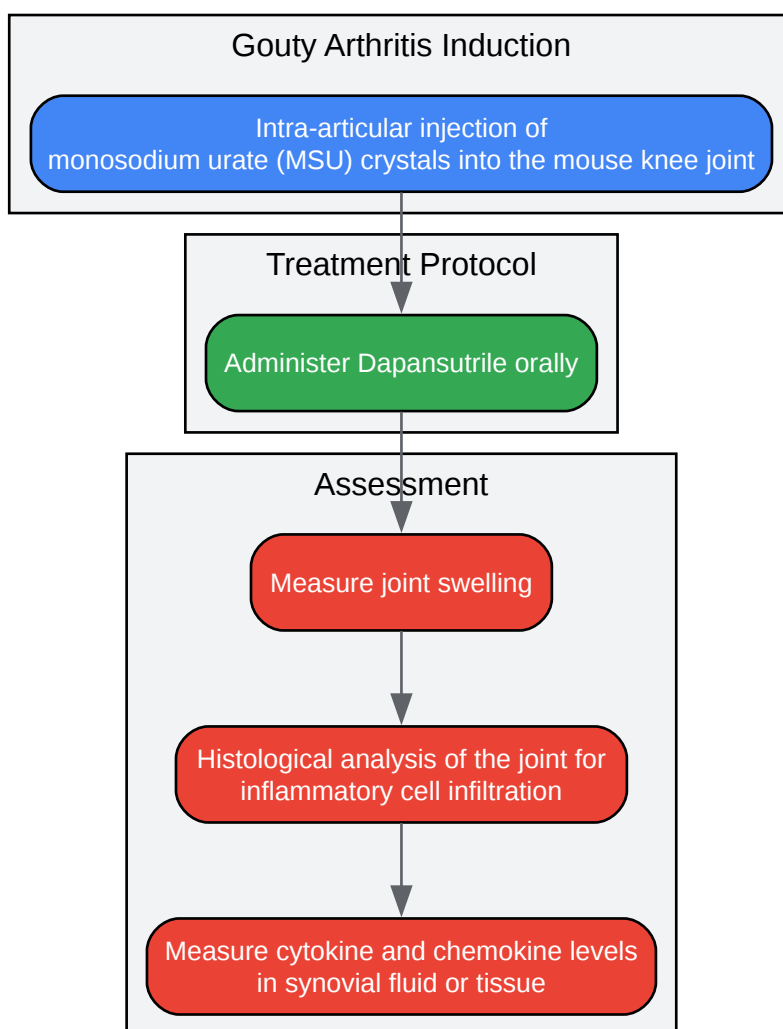 Gouty Arthritis Induction
Intra-articular injection of
monosodium urate (MSU) crystals into the mouse knee joint
Treatment Protocol
Administer Dapansutrile orally
Assessment
Measure joint swelling
Histological analysis of the joint for
inflammatory cell infiltration
Measure cytokine and chemokine levels
in synovial fluid or tissue